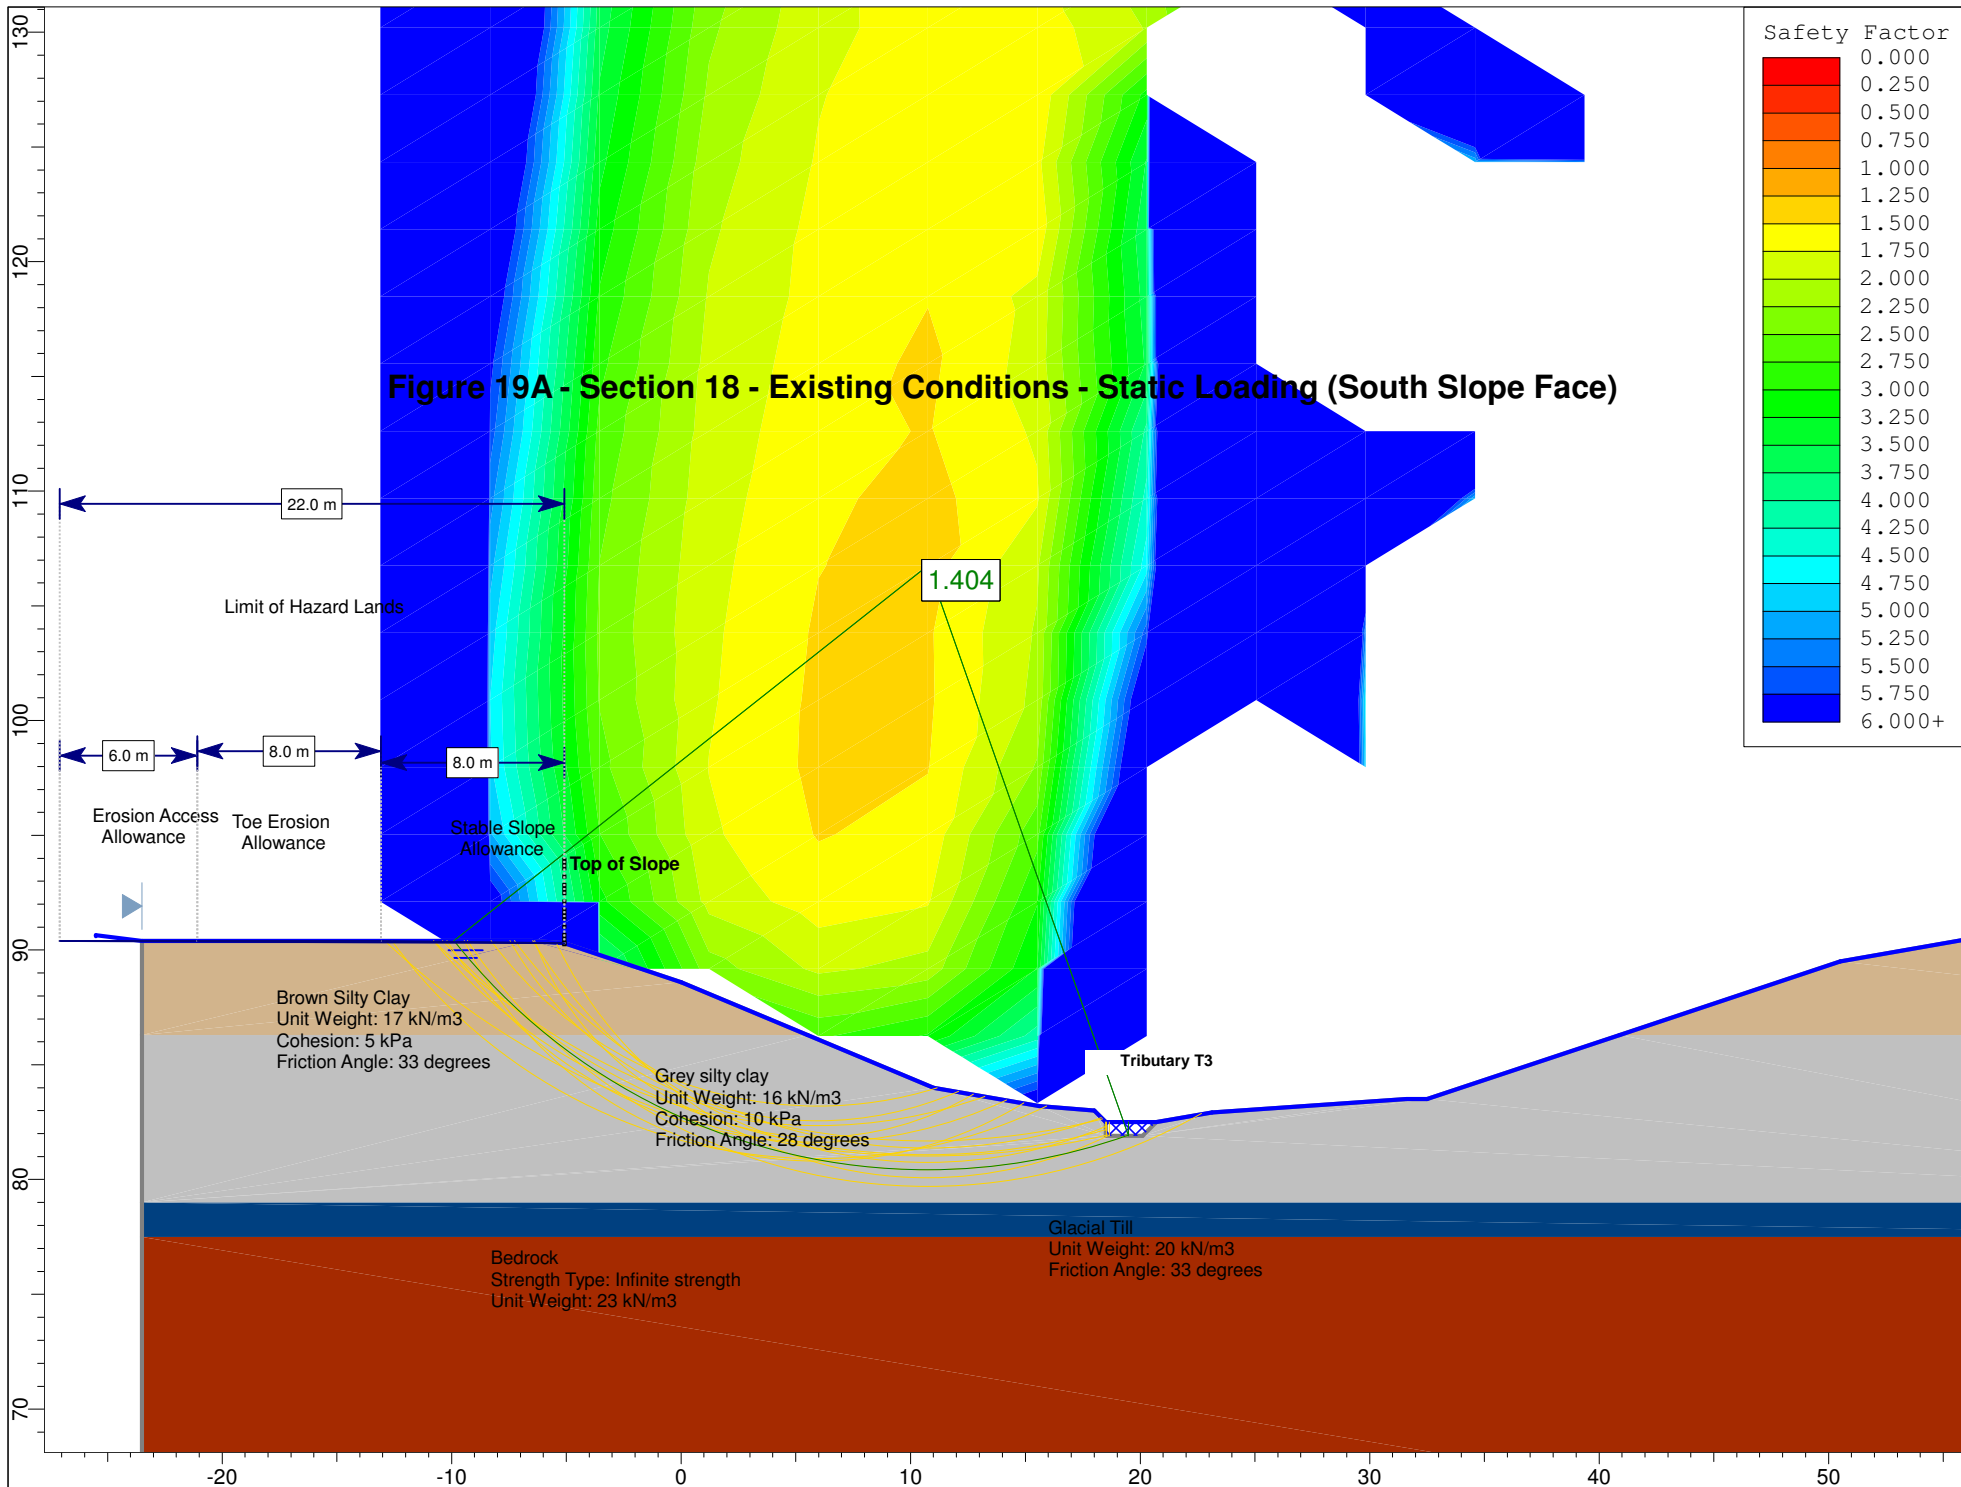 130
120
110
100
90
80
70
Safety Factor
0.000
0.250
0.500
0.750
1.000
1.250
1.500
1.750
2.000
2.250
2.500
2.750
3.000
3.250
3.500
3.750
4.000
4.250
4.500
4.750
5.000
5.250
5.500
5.750
6.000+
Figure 19A - Section 18 - Existing Conditions - Static Loading (South Slope Face)
22.0 m
1.404
Limit of Hazard Lands
6.0 m
8.0 m
8.0 m
Erosion Access
Allowance
Toe Erosion
Allowance
Stable Slope
Allowance
Top of Slope
Brown Silty Clay
Unit Weight: 17 kN/m3
Cohesion: 5 kPa
Friction Angle: 33 degrees
Grey silty clay
Unit Weight: 16 kN/m3
Cohesion: 10 kPa
Friction Angle: 28 degrees
Tributary T3
Glacial Till
Unit Weight: 20 kN/m3
Friction Angle: 33 degrees
Bedrock
Strength Type: Infinite strength
Unit Weight: 23 kN/m3
-20
-10
0
10
20
30
40
50